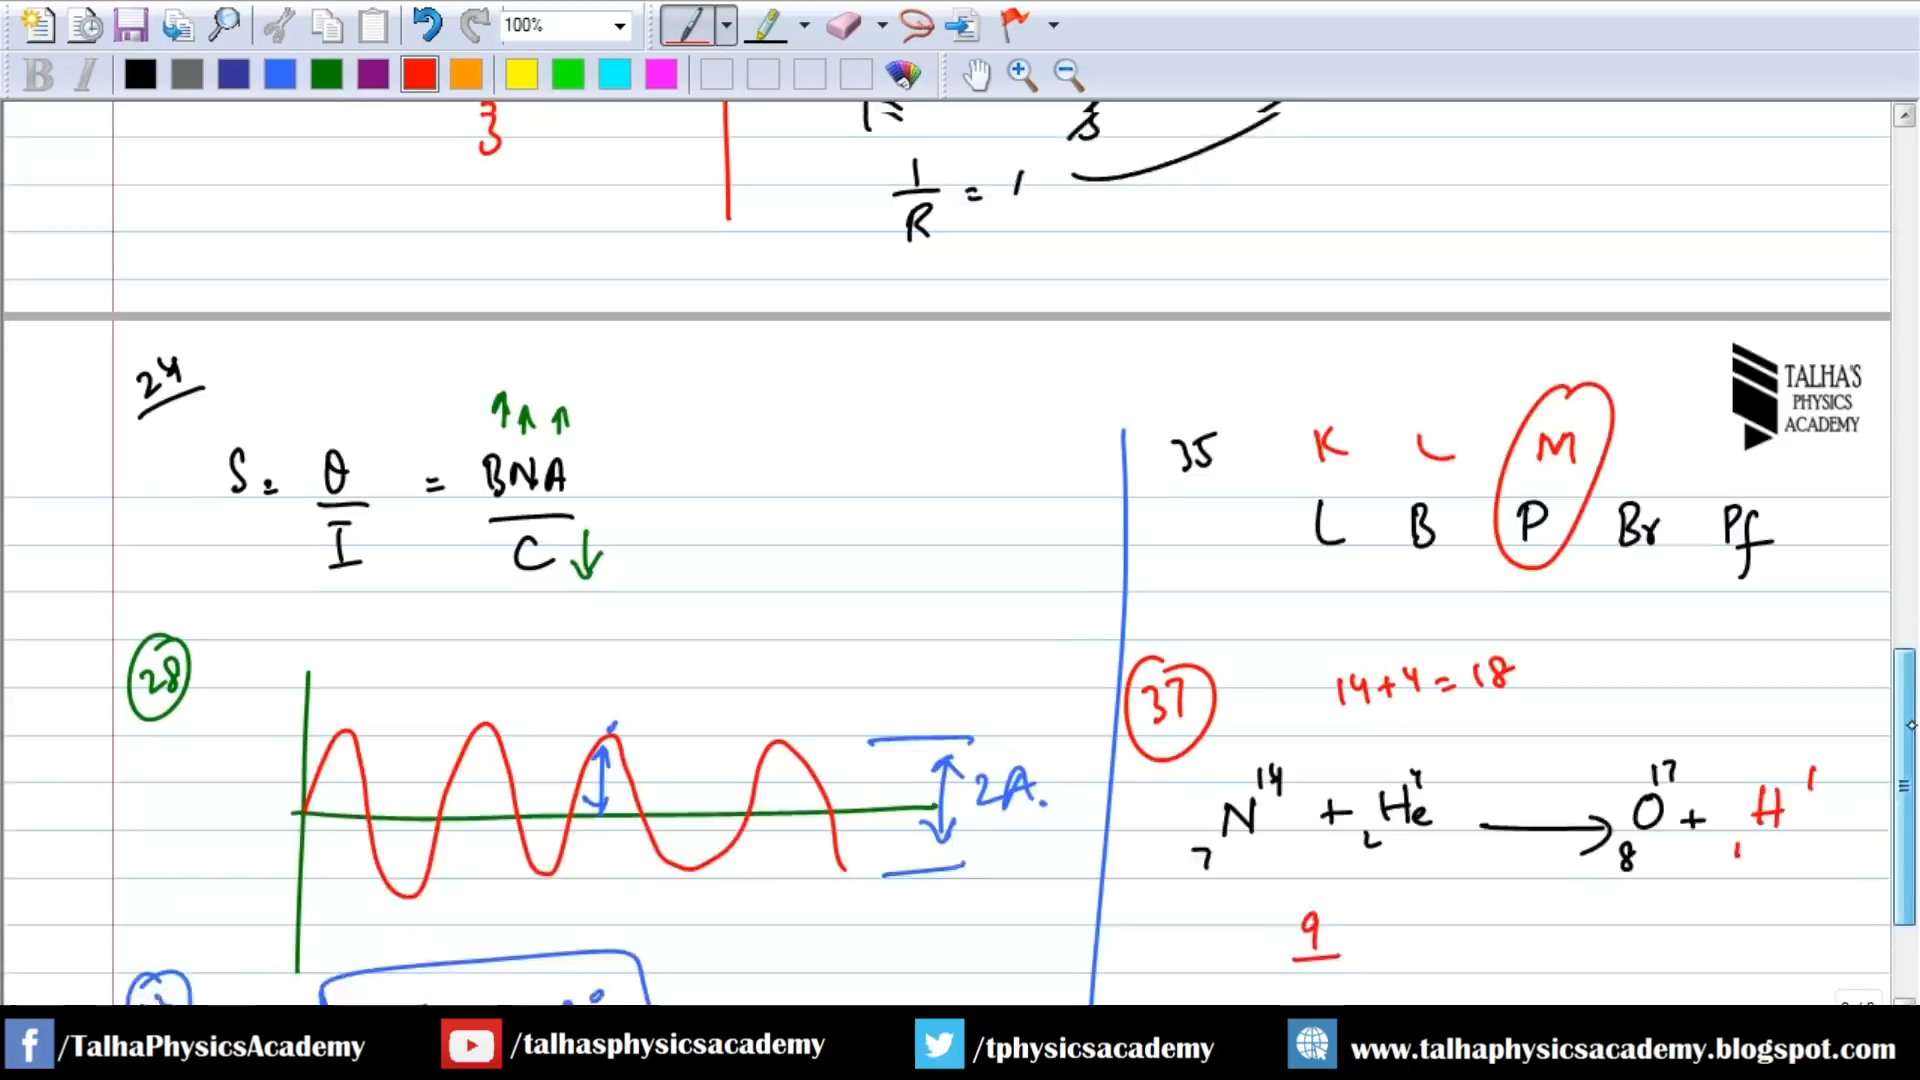 100%
B I
3
1/R = 1
24
S = θ/I = BNA/C
TALHA'S
PHYSICS
ACADEMY
35 K L M
L B P Br Pf
28
2A.
37
14+4=18
₇N¹⁴ + ₂He⁴ → ₈O¹⁷ + ₁H¹
9
/TalhaPhysicsAcademy
/talhasphysicsacademy
/tphysicsacademy
www.talhaphysicsacademy.blogspot.com